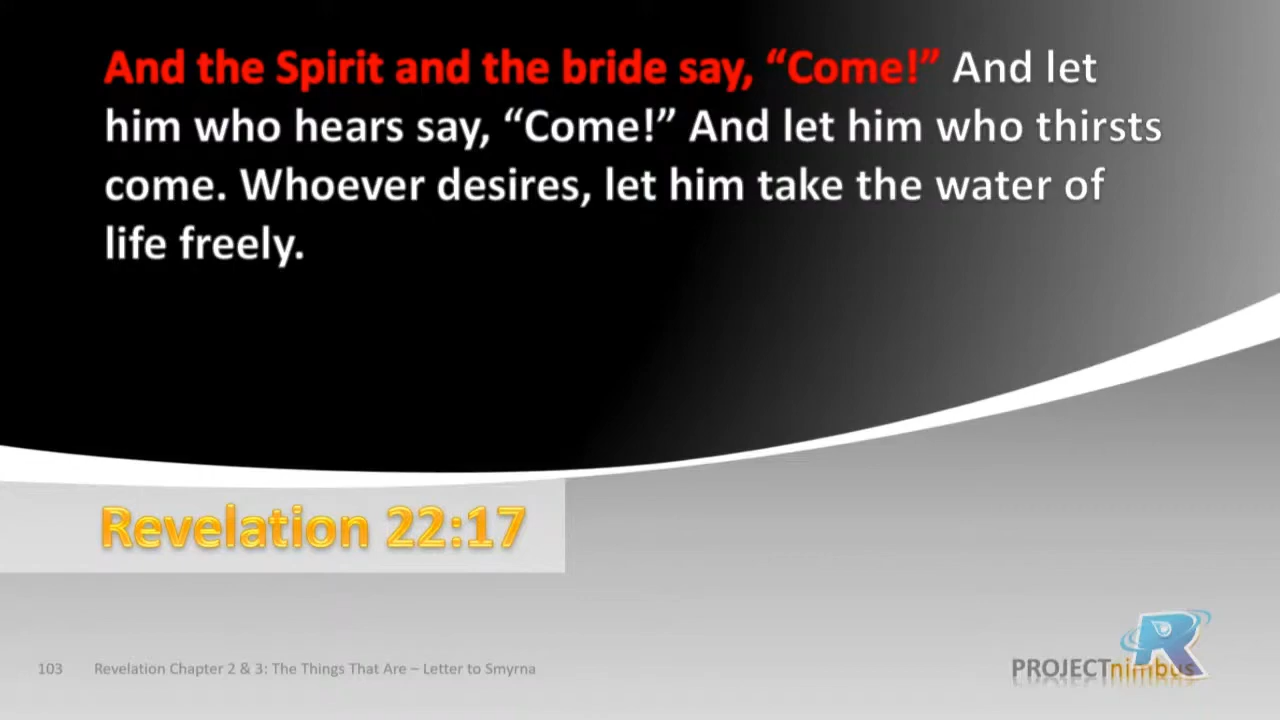 And the Spirit and the bride say, “Come!” And let
him who hears say, “Come!” And let him who thirsts
come. Whoever desires, let him take the water of
life freely.
Revelation 22:17
103 Revelation Chapter 2 & 3: The Things That Are – Letter to Smyrna
R
PROJECTnimbus